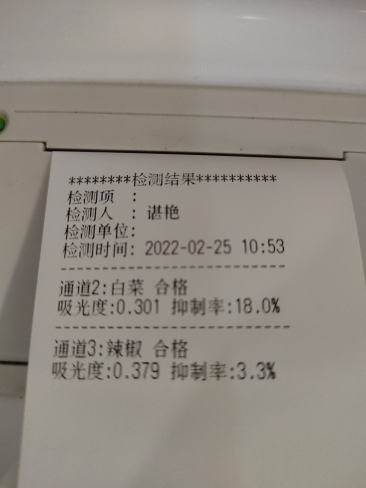 ********检测结果**********
检测项 :
检测人 : 谌艳
检测单位:
检测时间: 2022-02-25 10:53
------------------------------
通道2:白菜 合格
吸光度:0.301 抑制率:18.0%
------------------------------
通道3:辣椒 合格
吸光度:0.379 抑制率:3.3%